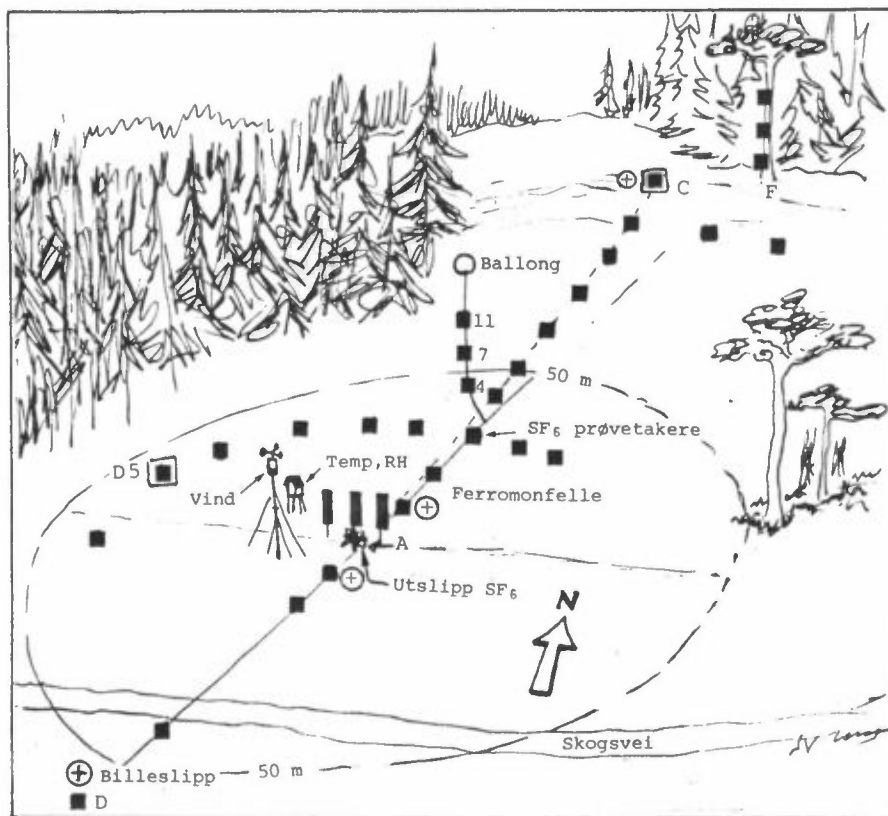 C
F
Ballong
11
7
4
50 m
SF6 prøvetakere
D5
Temp,RH
Vind
Ferromonfelle
A
Utslipp SF6
N
Skogsvei
Billeslipp
50 m
D